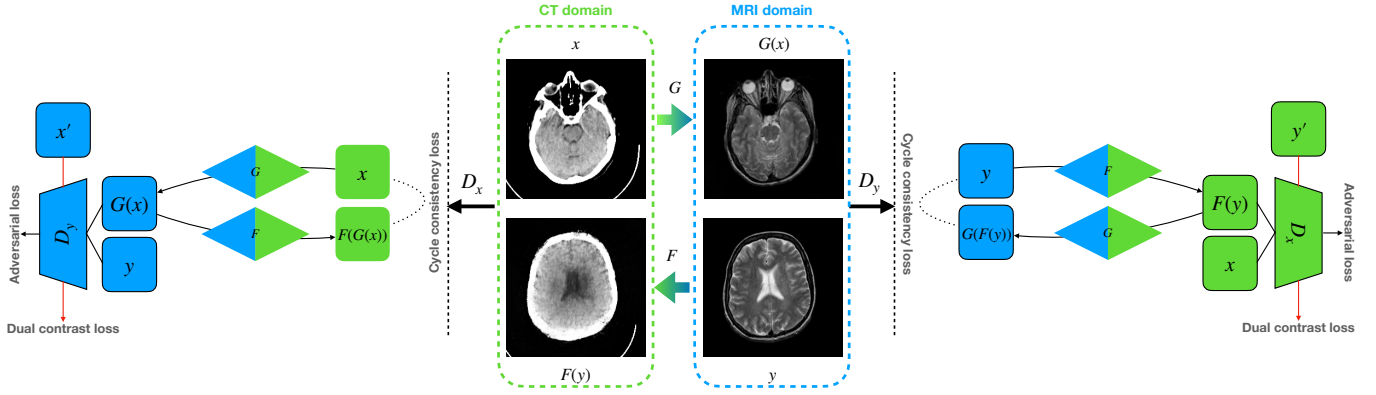 CT domain
MRI domain
x
G(x)
G
F
F(y)
y
D_x
D_y
x′
G
x
G(x)
F
F(G(x))
D_y
y
Adversarial loss
Dual contrast loss
Cycle consistency loss
Cycle consistency loss
y
F
y′
F(y)
G(F(y))
G
D_x
x
Adversarial loss
Dual contrast loss